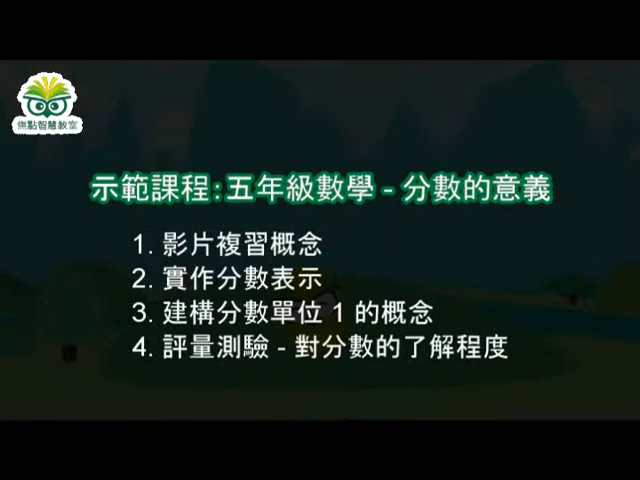 焦點智慧教室
示範課程:五年級數學 - 分數的意義
1. 影片複習概念
2. 實作分數表示
3. 建構分數單位 1 的概念
4. 評量測驗 - 對分數的了解程度